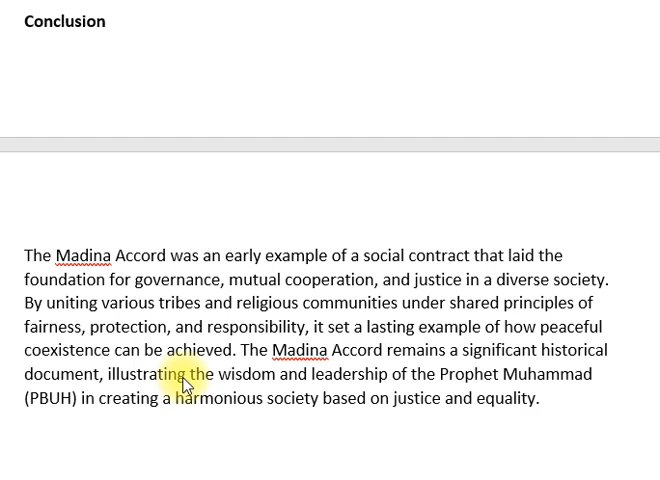 Conclusion
The Madina Accord was an early example of a social contract that laid the
foundation for governance, mutual cooperation, and justice in a diverse society.
By uniting various tribes and religious communities under shared principles of
fairness, protection, and responsibility, it set a lasting example of how peaceful
coexistence can be achieved. The Madina Accord remains a significant historical
document, illustrating the wisdom and leadership of the Prophet Muhammad
(PBUH) in creating a harmonious society based on justice and equality.